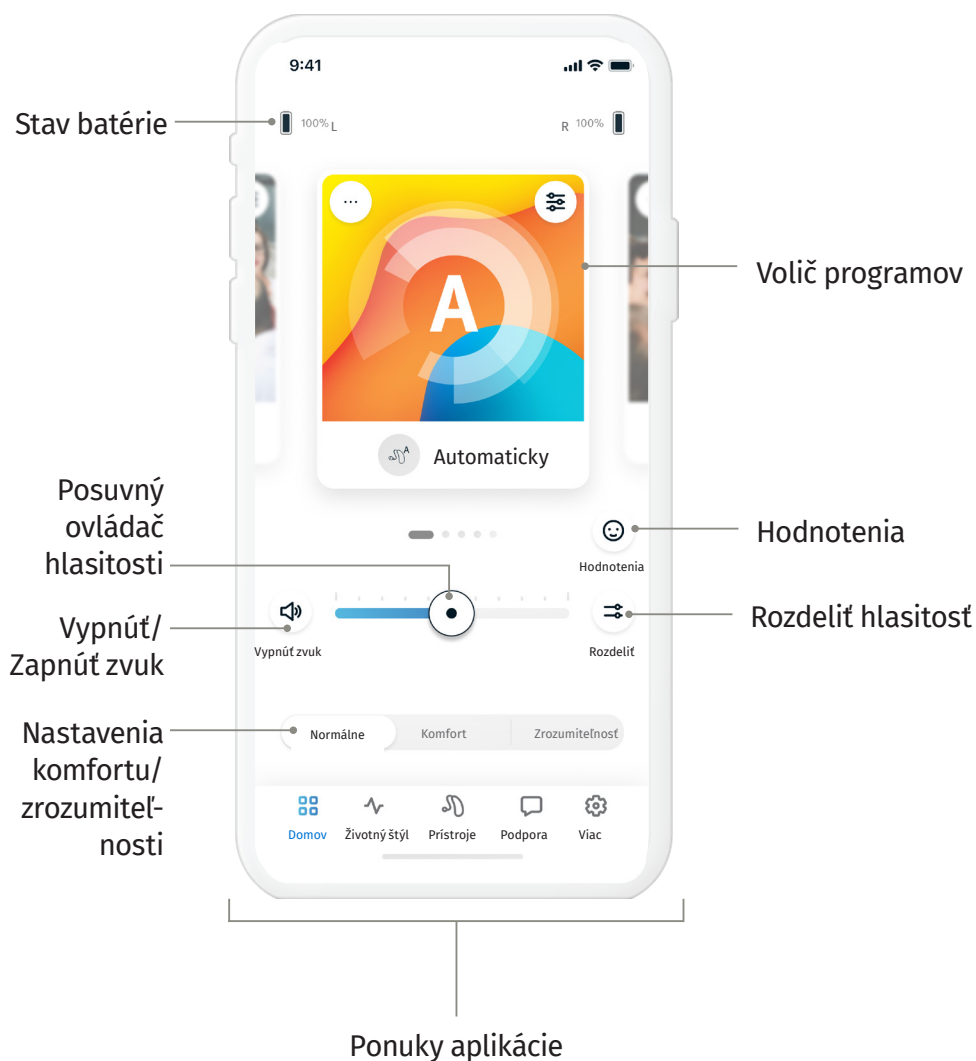 9:41
Stav batérie
100% L
R 100%
...
A
Volič programov
A
Automaticky
Posuvný
ovládač
hlasitosti
Hodnotenia
Hodnotenia
Vypnúť/
Zapnúť zvuk
Vypnúť zvuk
Rozdeliť
Rozdeliť hlasitosť
Nastavenia
komfortu/
zrozumiteľ-
nosti
Normálne
Komfort
Zrozumiteľnosť
Domov
Životný štýl
Prístroje
Podpora
Viac
Ponuky aplikácie